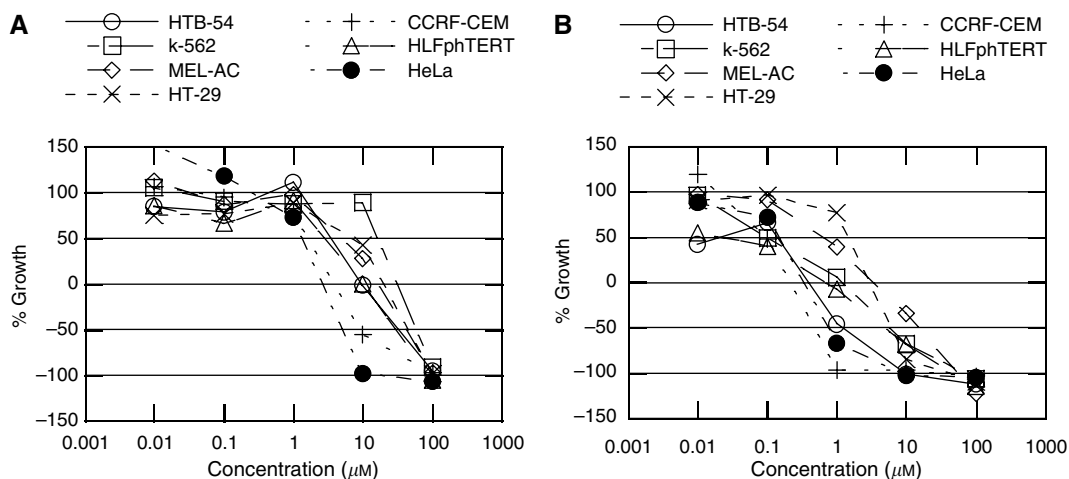 A
HTB-54
k-562
MEL-AC
HT-29
CCRF-CEM
HLFphTERT
HeLa
% Growth
150
100
50
0
−50
−100
−150
0.001 0.01 0.1 1 10 100 1000
Concentration (μM)
B
HTB-54
k-562
MEL-AC
HT-29
CCRF-CEM
HLFphTERT
HeLa
% Growth
150
100
50
0
−50
−100
−150
0.001 0.01 0.1 1 10 100 1000
Concentration (μM)